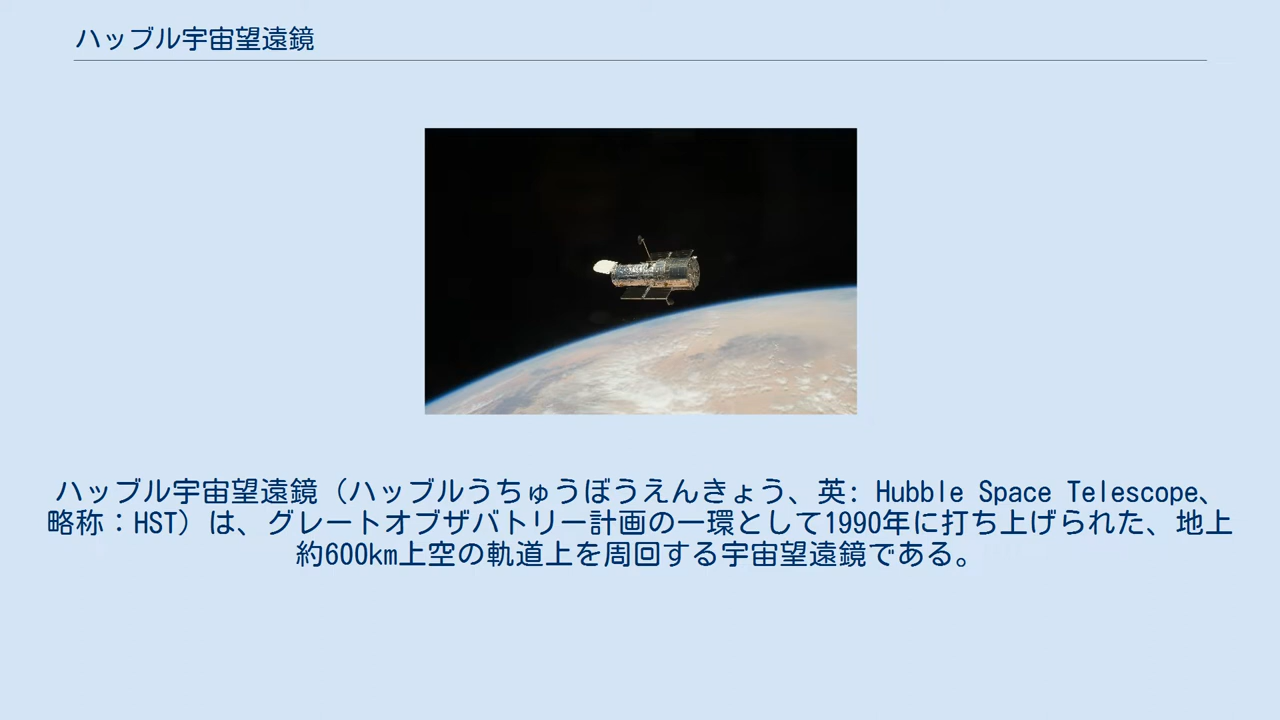 ハッブル宇宙望遠鏡
ハッブル宇宙望遠鏡（ハッブルうちゅうぼうえんきょう、英: Hubble Space Telescope、
略称：HST）は、グレートオブザバトリー計画の一環として1990年に打ち上げられた、地上
約600km上空の軌道上を周回する宇宙望遠鏡である。